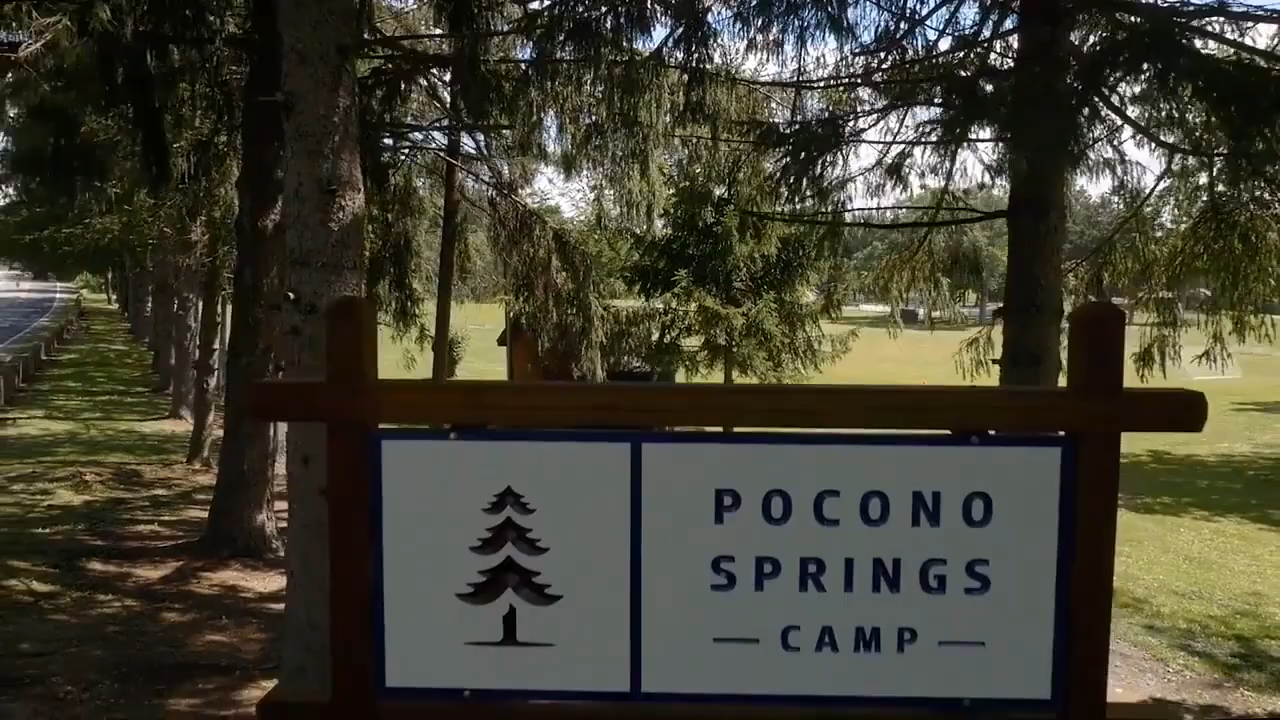 POCONO
SPRINGS
— CAMP —